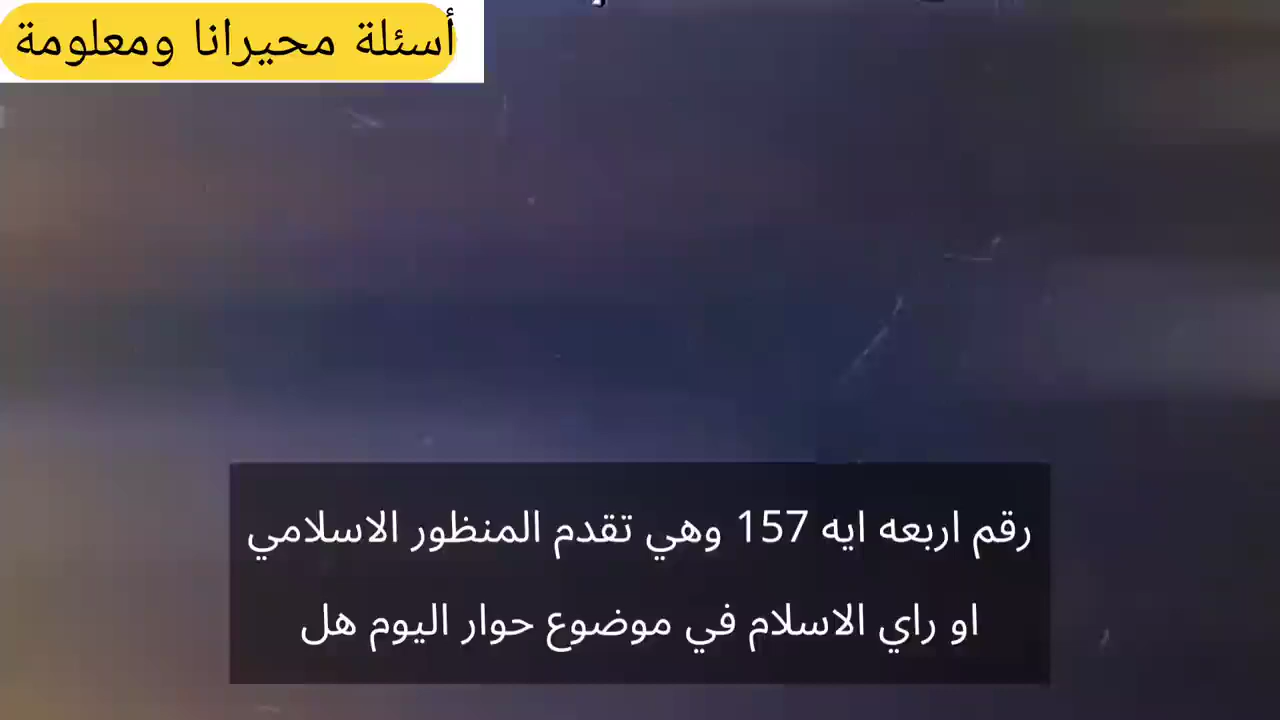 أسئلة محيرانا ومعلومة
رقم اربعه ايه 157 وهي تقدم المنظور الاسلامي
او راي الاسلام في موضوع حوار اليوم هل